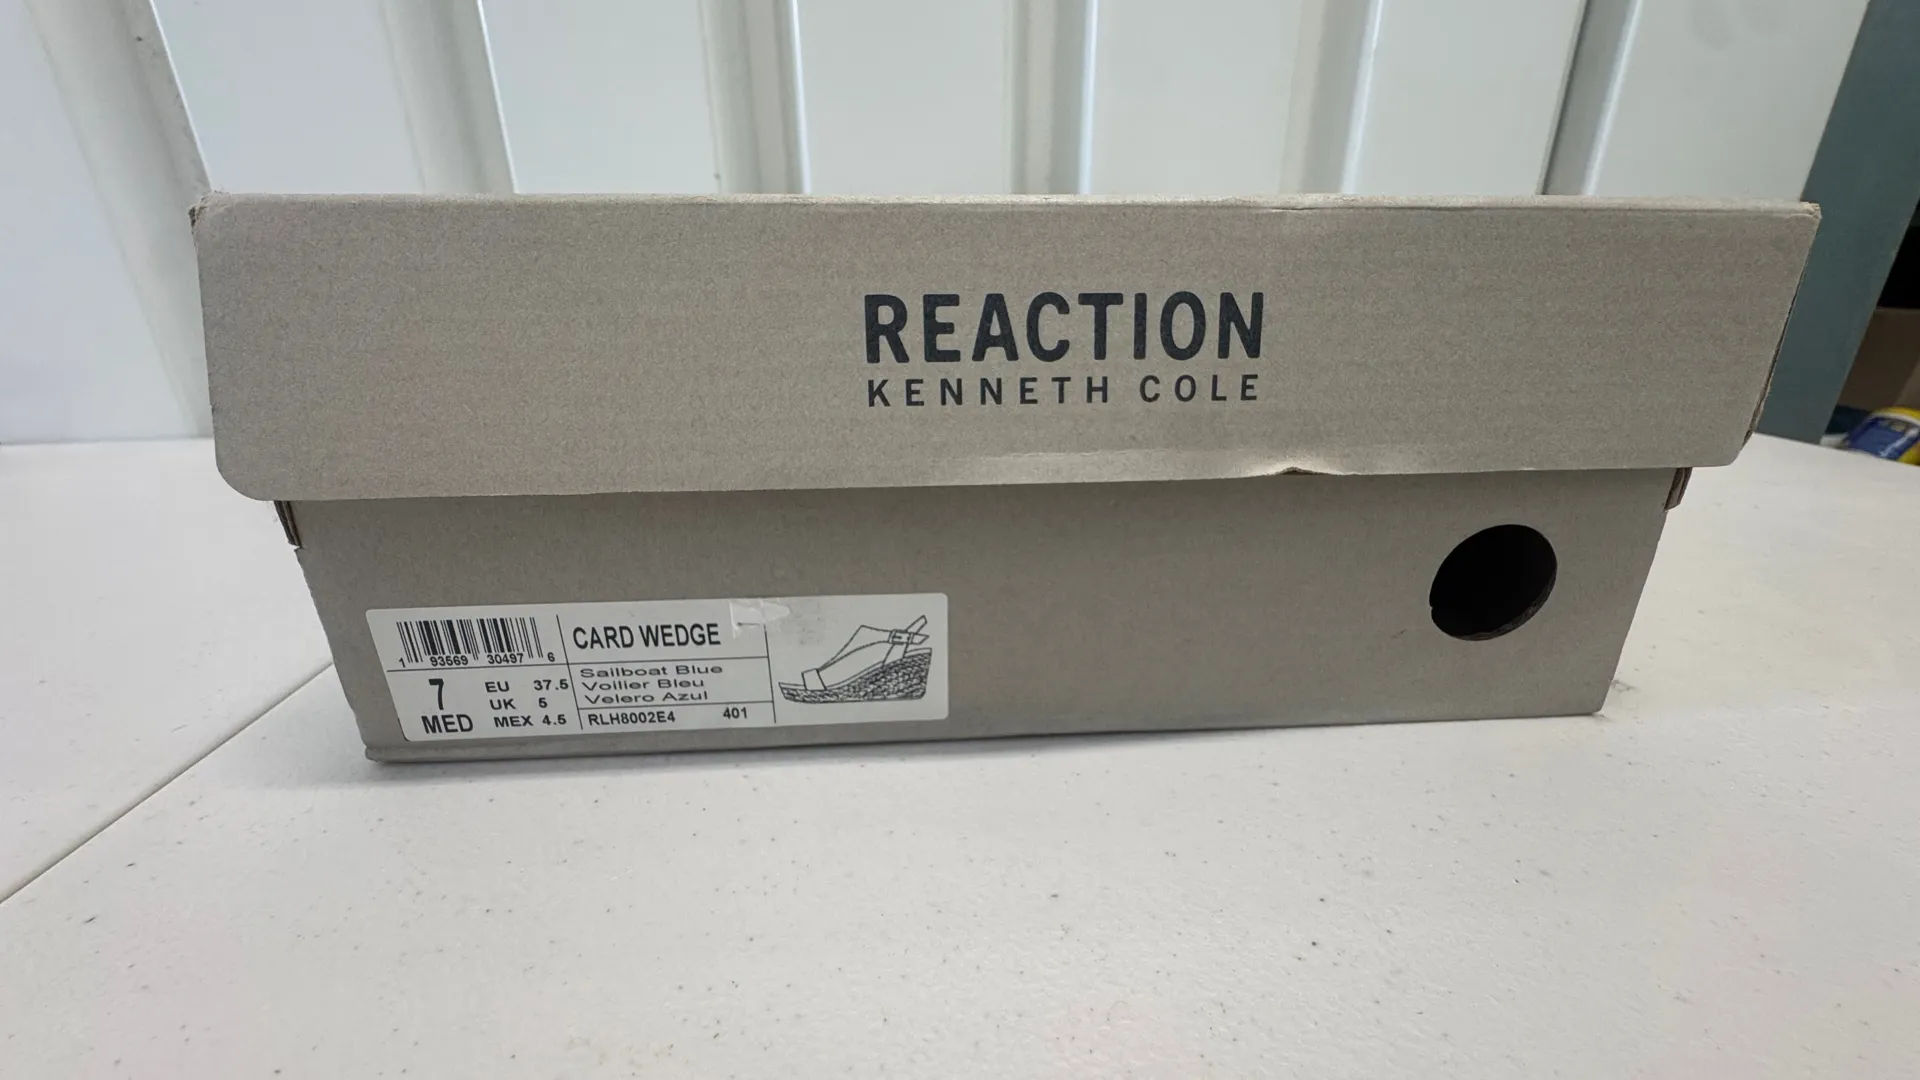 REACTION
KENNETH COLE
1 93569 30497 6
CARD WEDGE
Sailboat Blue
Voilier Bleu
Velero Azul
7 MED
EU 37.5
UK 5
MEX 4.5
RLH8002E4 401